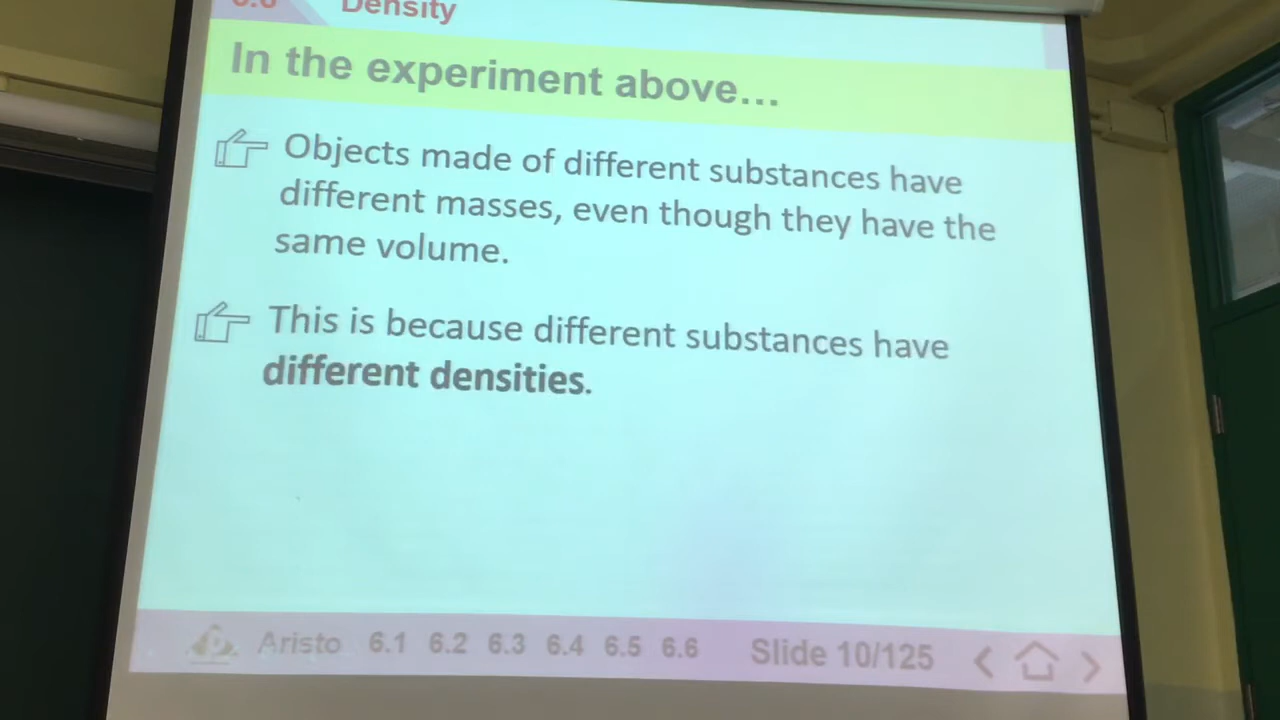 Density
In the experiment above...
Objects made of different substances have
different masses, even though they have the
same volume.
This is because different substances have
different densities.
Aristo 6.1 6.2 6.3 6.4 6.5 6.6 Slide 10/125